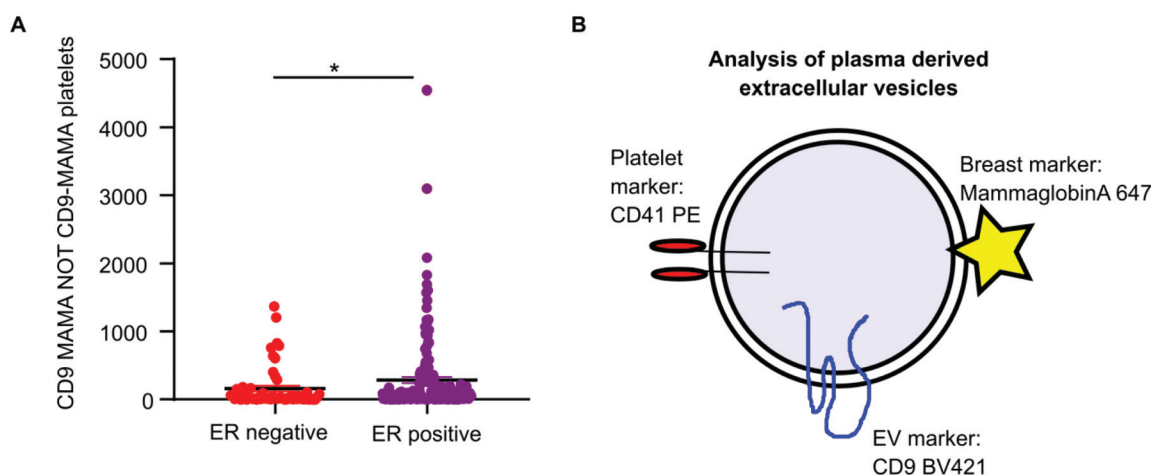 A
CD9 MAMA NOT CD9-MAMA platelets
5000
4000
3000
2000
1000
0
*
ER negative
ER positive
B
Analysis of plasma derived
extracellular vesicles
Platelet
marker:
CD41 PE
Breast marker:
MammaglobinA 647
EV marker:
CD9 BV421